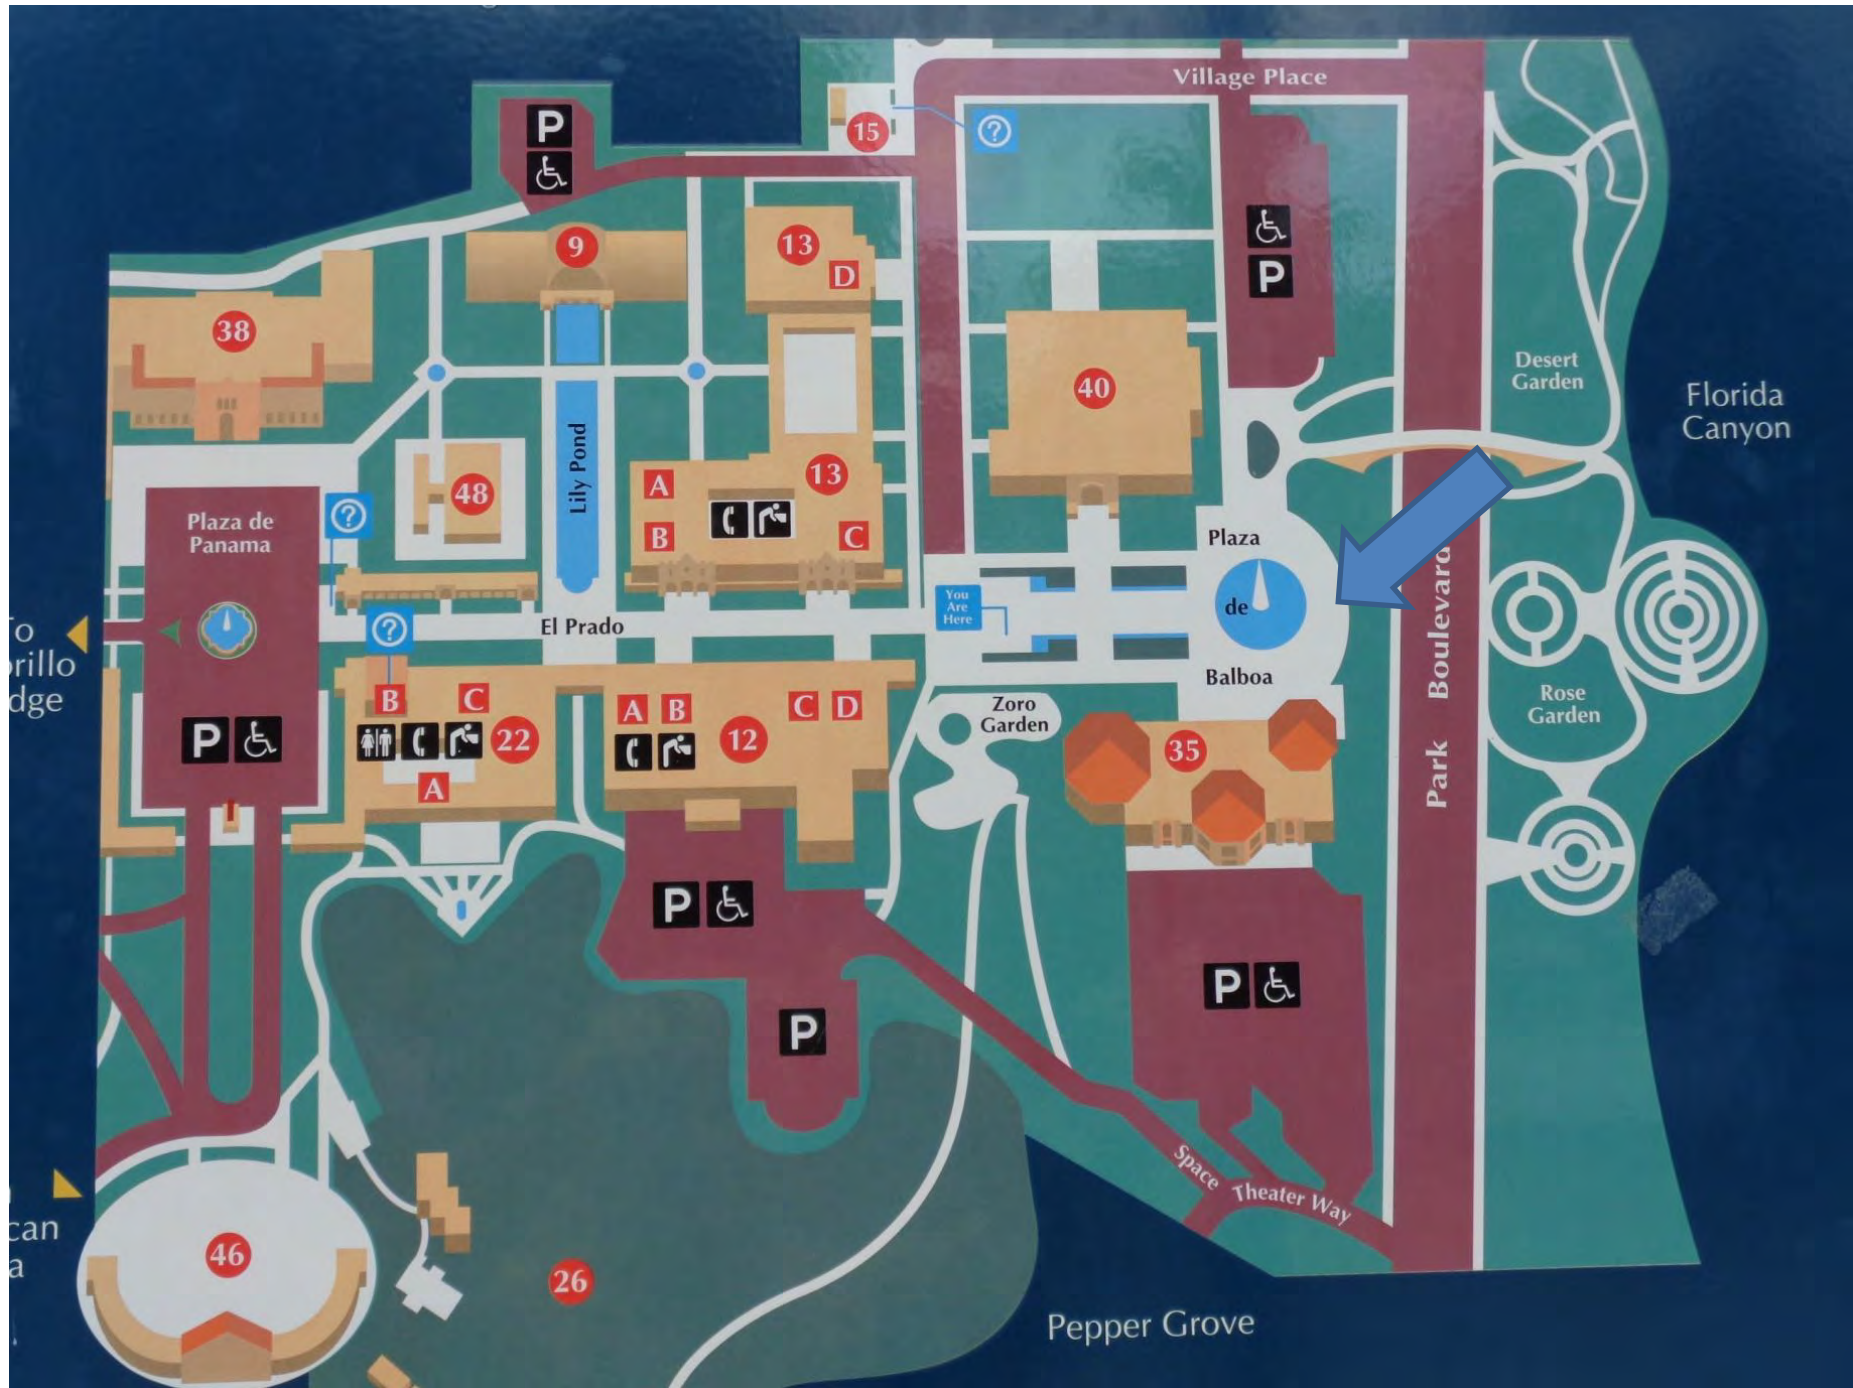 Village Place
P
15
?
9
13
D
38
P
40
Desert
Garden
Florida
Canyon
Lily Pond
48
A
13
B
C
Plaza de
Panama
?
Plaza
de
Balboa
You
Are
Here
El Prado
?
Park Boulevard
Rose
Garden
Zoro
Garden
B
C
22
A
A
B
C
D
12
35
P
P
P
P
Space Theater Way
46
26
Pepper Grove